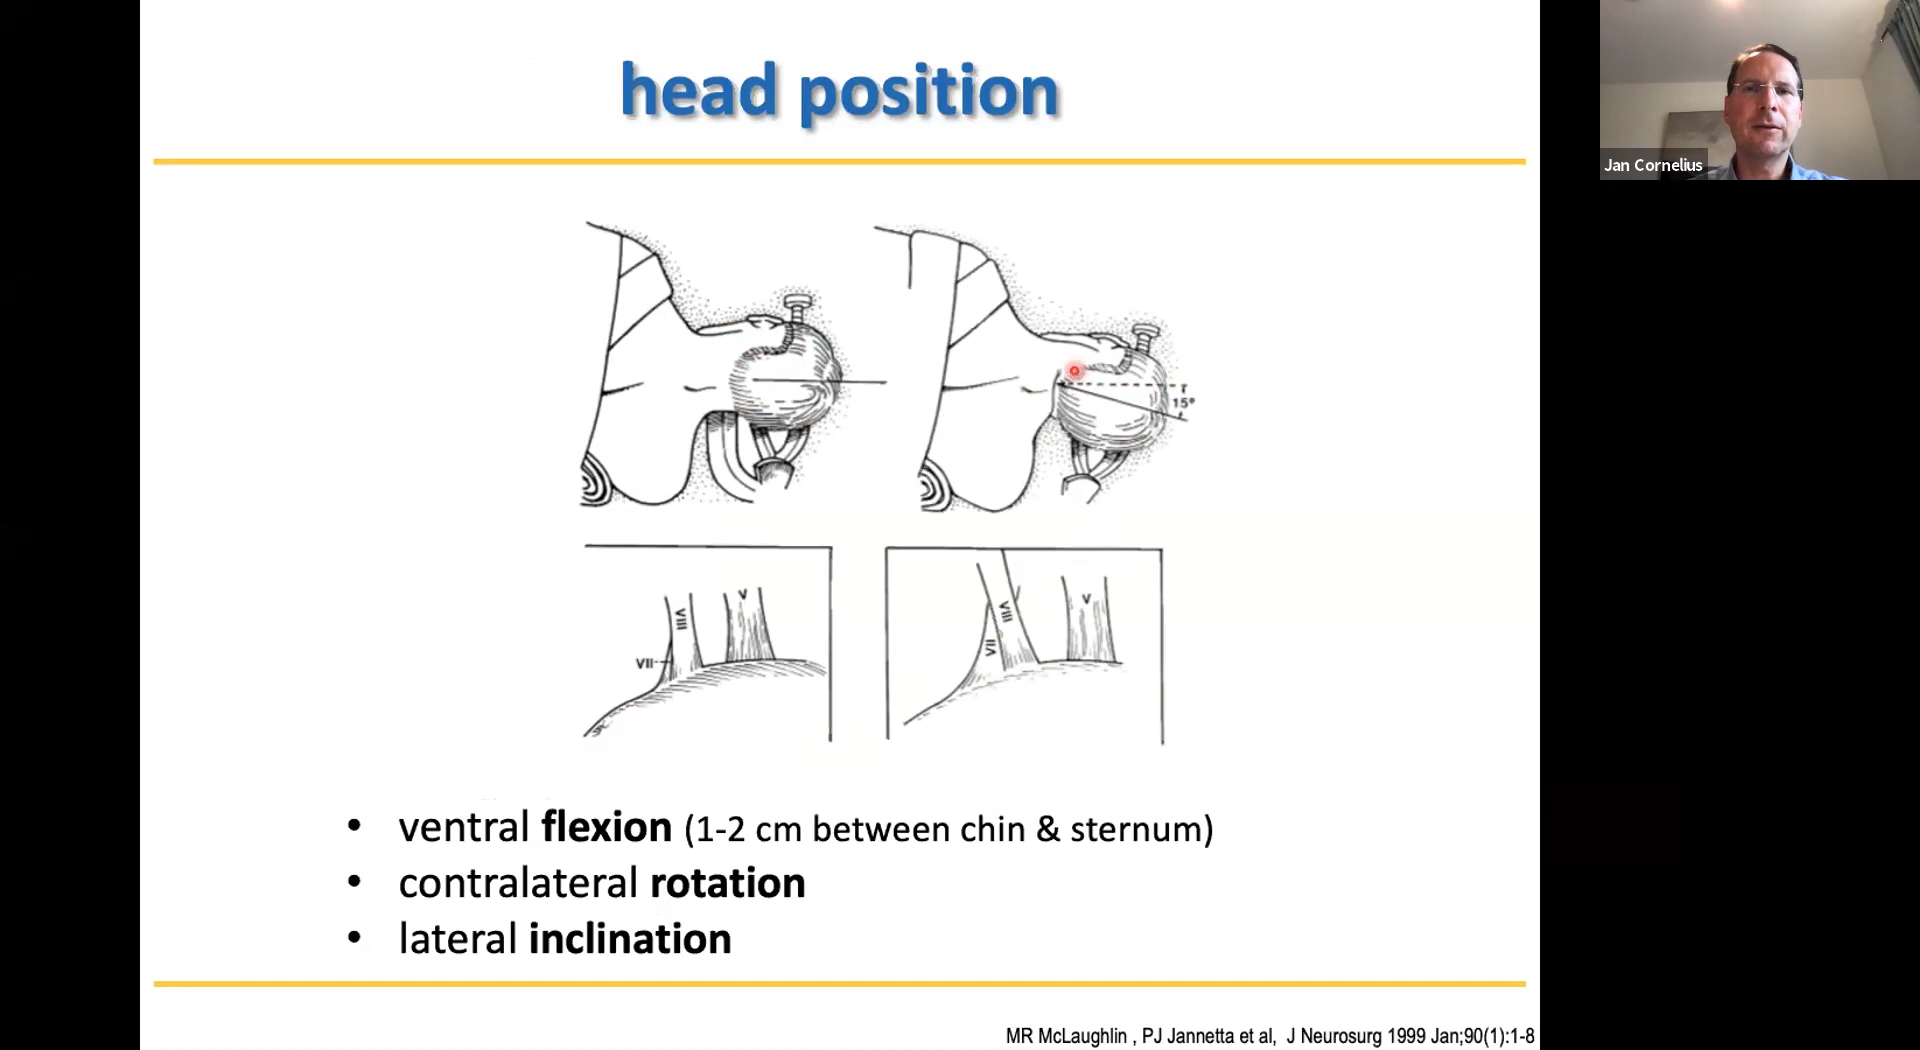 head position
Jan Cornelius
15°
V
VIII
VII
V
VIII
VII
• ventral flexion (1-2 cm between chin & sternum)
• contralateral rotation
• lateral inclination
MR McLaughlin , PJ Jannetta et al, J Neurosurg 1999 Jan;90(1):1-8